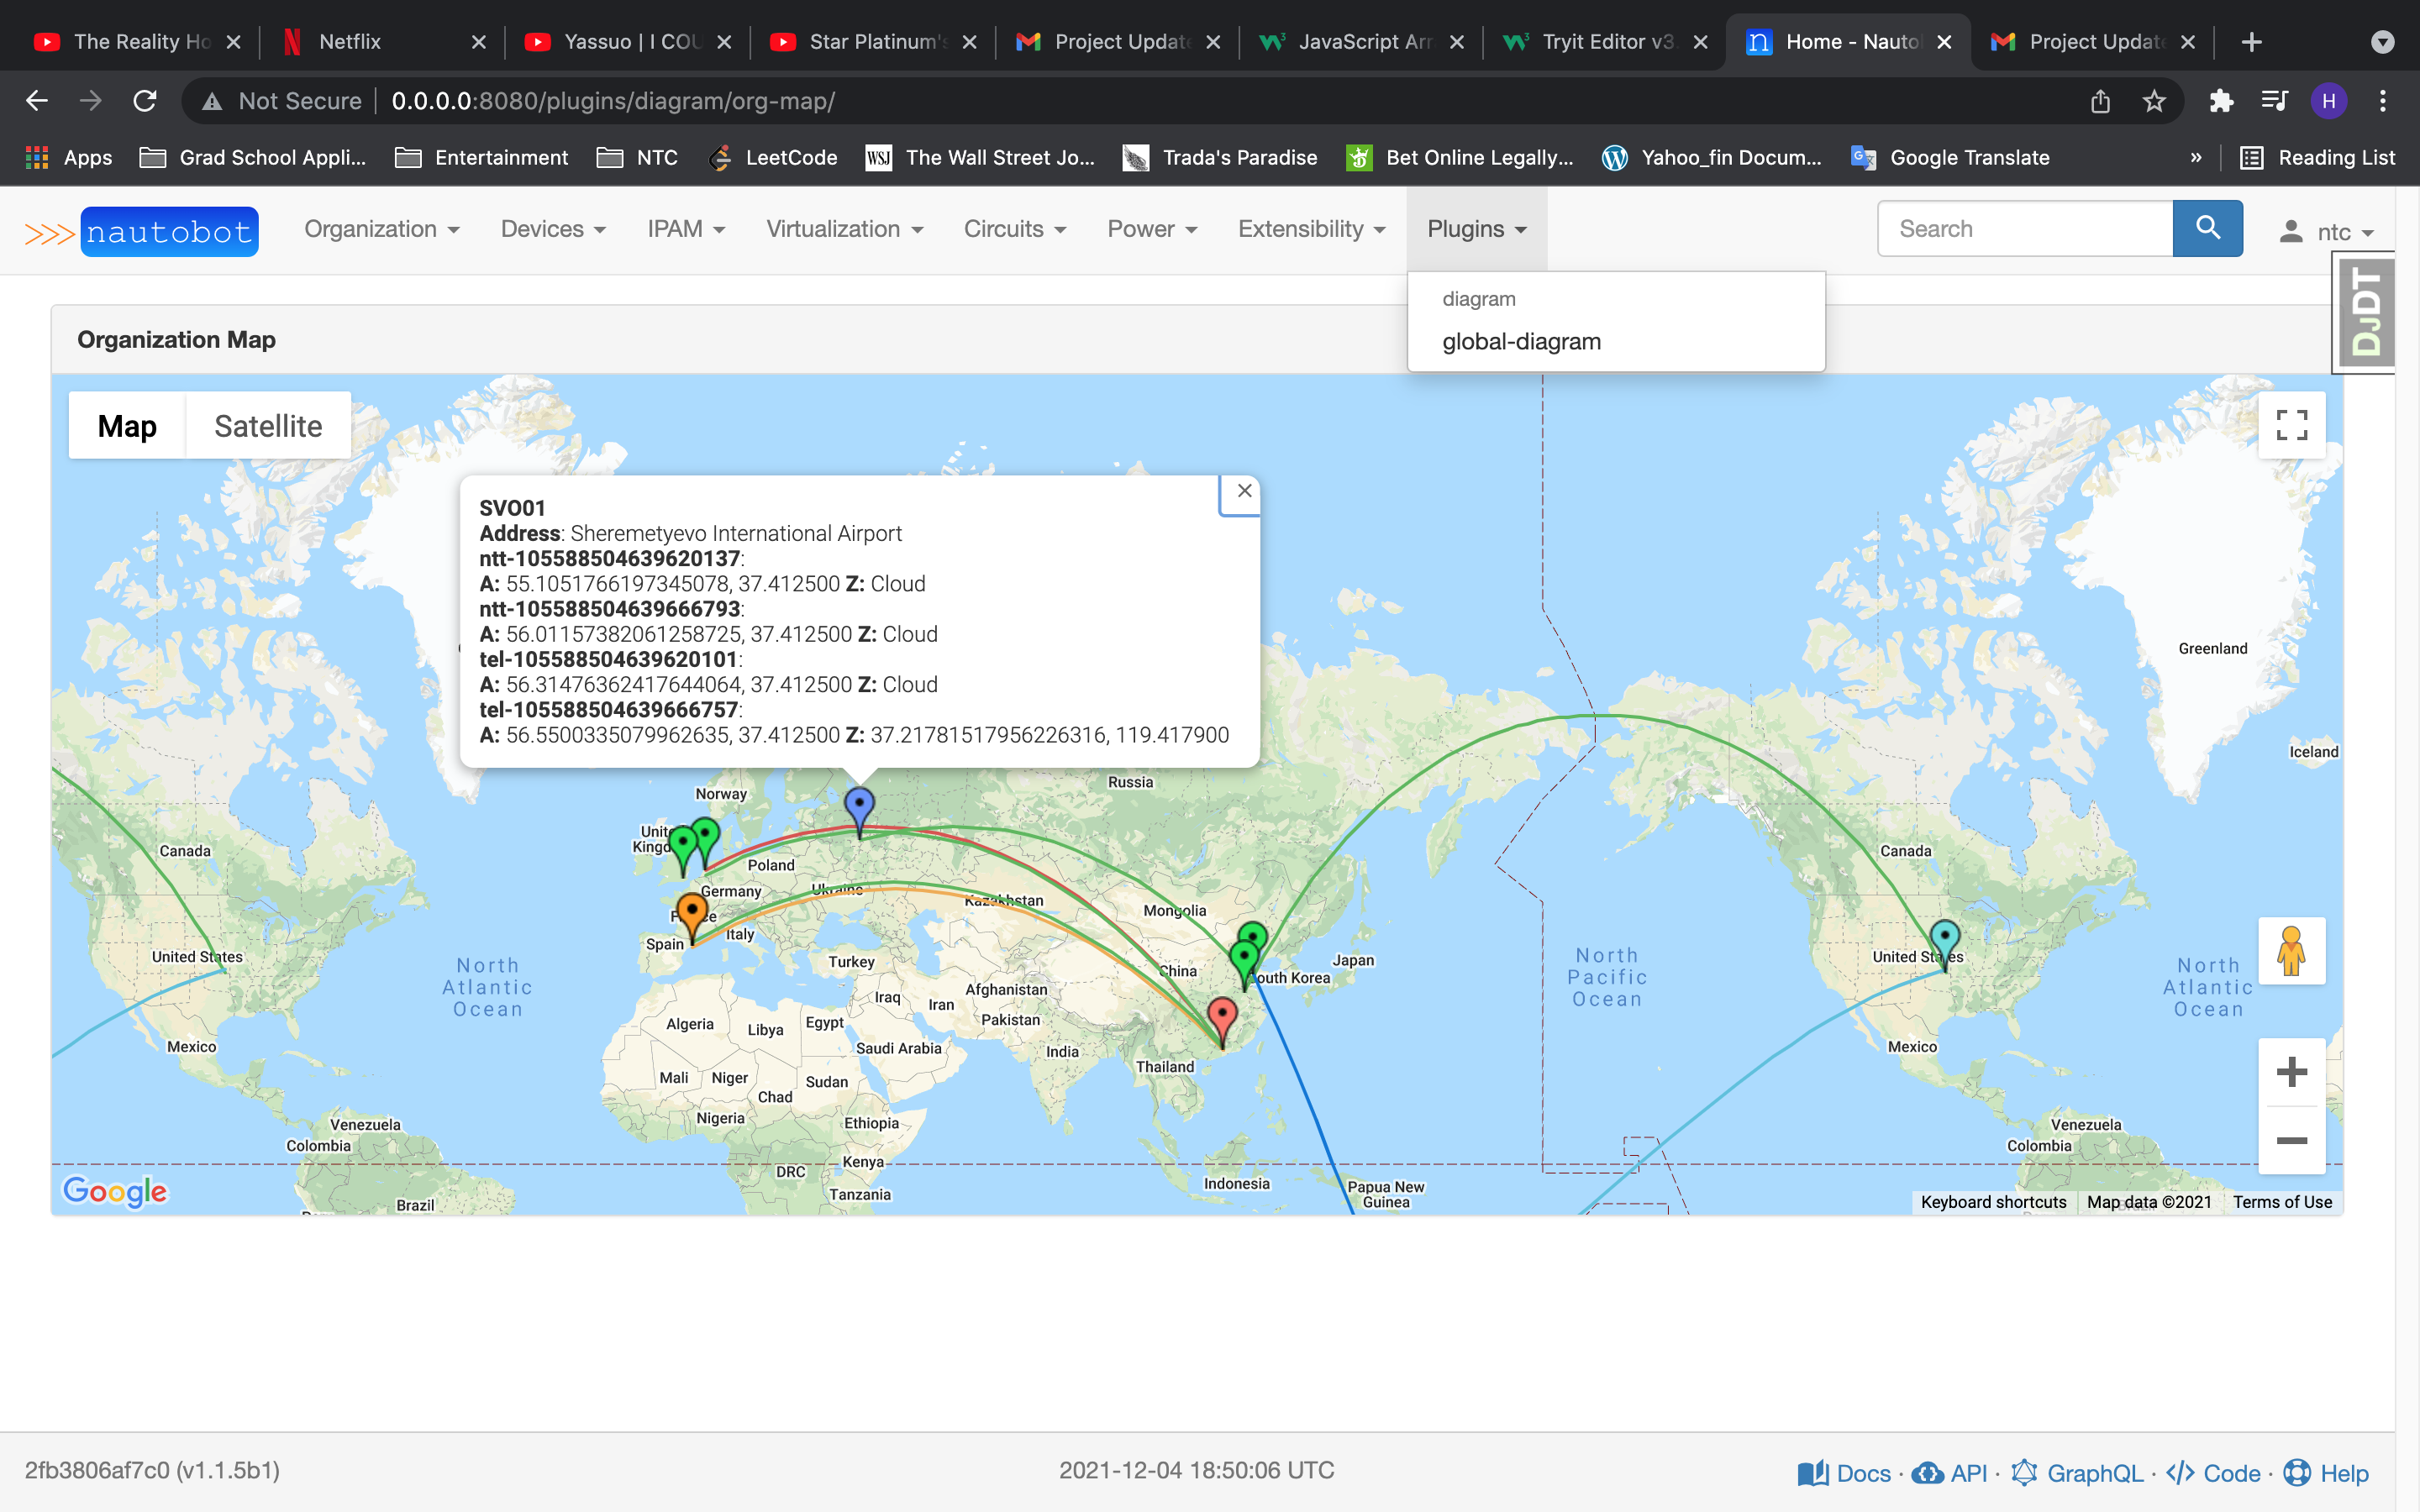 The Reality Ho
Netflix
Yassuo | I COU
Star Platinum's
Project Update
JavaScript Arr
Tryit Editor v3.
Home - Nautob
Project Update
Not Secure 0.0.0.0:8080/plugins/diagram/org-map/
H
Apps
Grad School Appli...
Entertainment
NTC
LeetCode
WSJ The Wall Street Jo...
Trada's Paradise
Bet Online Legally...
Yahoo_fin Docum...
Google Translate
»
Reading List
>>> nautobot
Organization
Devices
IPAM
Virtualization
Circuits
Power
Extensibility
Plugins
Search
ntc
DJDT
diagram
global-diagram
Organization Map
Map
Satellite
SVO01
Address: Sheremetyevo International Airport
ntt-105588504639620137:
A: 55.1051766197345078, 37.412500 Z: Cloud
ntt-105588504639666793:
A: 56.01157382061258725, 37.412500 Z: Cloud
tel-105588504639620101:
A: 56.31476362417644064, 37.412500 Z: Cloud
tel-105588504639666757:
A: 56.5500335079962635, 37.412500 Z: 37.21781517956226316, 119.417900
Greenland
Iceland
Russia
Norway
Canada
Poland
Germany
Ukraine
Kazakhstan
Mongolia
Canada
Italy
Spain
United States
North
Atlantic
Ocean
Turkey
China
South Korea
Japan
North
Pacific
Ocean
United States
North
Atlantic
Ocean
Iraq
Iran
Afghanistan
Pakistan
Algeria
Libya
Egypt
Saudi Arabia
India
Mexico
Thailand
Mexico
Mali
Niger
Sudan
Chad
Nigeria
Ethiopia
Venezuela
Colombia
Venezuela
Colombia
DRC
Kenya
Tanzania
Indonesia
Papua New
Guinea
Brazil
Google
Keyboard shortcuts
Map data ©2021
Terms of Use
2fb3806af7c0 (v1.1.5b1)
2021-12-04 18:50:06 UTC
Docs · API · GraphQL · Code · Help